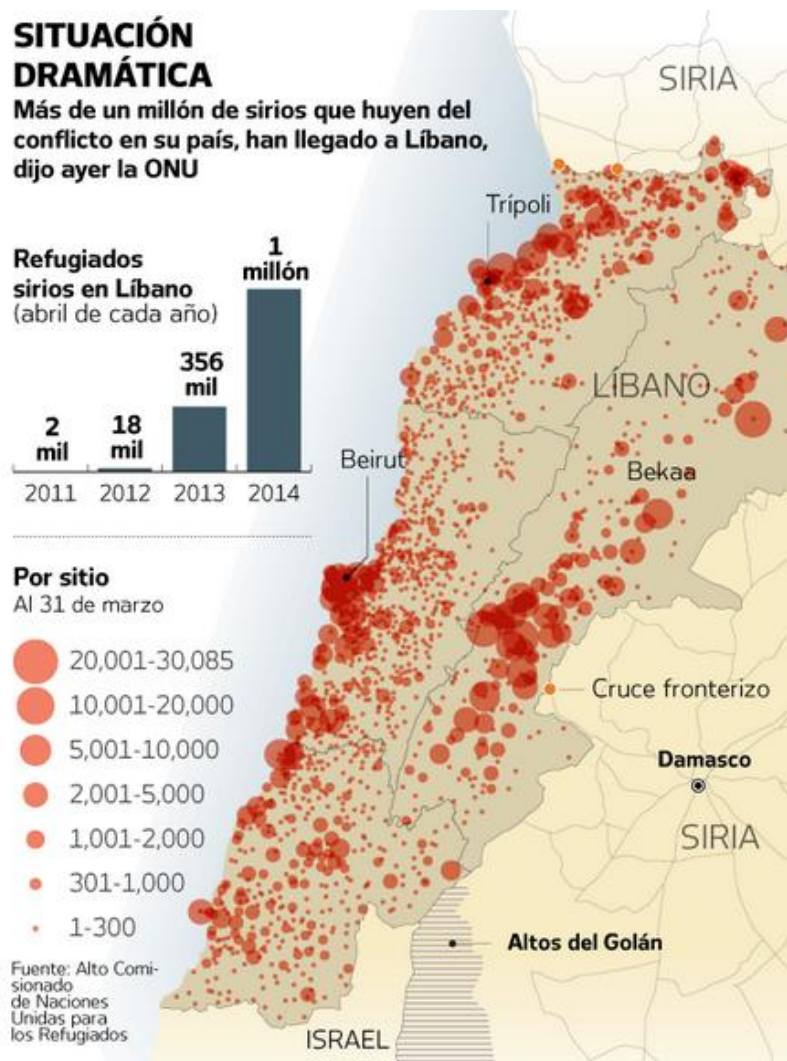 SITUACIÓN
DRAMÁTICA
Más de un millón de sirios que huyen del
conflicto en su país, han llegado a Líbano,
dijo ayer la ONU
Refugiados
sirios en Líbano
(abril de cada año)
2
mil
18
mil
356
mil
1
millón
2011
2012
2013
2014
Por sitio
Al 31 de marzo
20,001-30,085
10,001-20,000
5,001-10,000
2,001-5,000
1,001-2,000
301-1,000
1-300
Fuente: Alto Comi-
sionado
de Naciones
Unidas para
los Refugiados
SIRIA
Trípoli
LÍBANO
Beirut
Bekaa
Cruce fronterizo
Damasco
SIRIA
Altos del Golán
ISRAEL